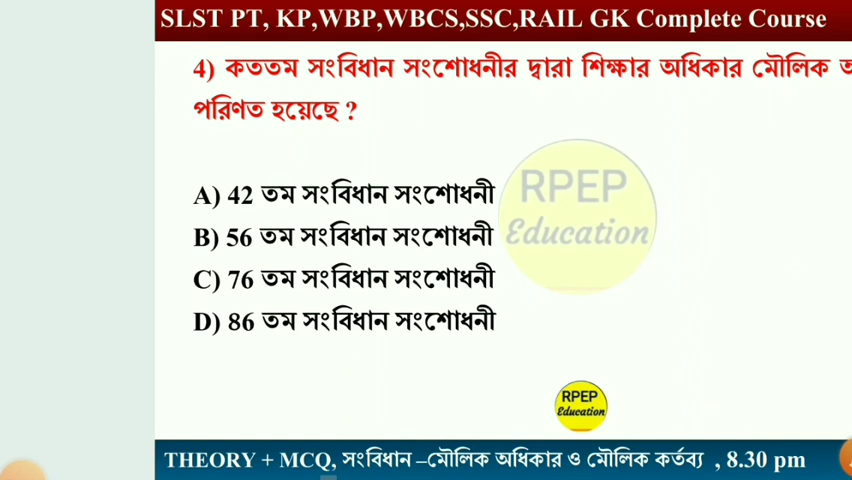 SLST PT, KP,WBP,WBCS,SSC,RAIL GK Complete Course
4) কততম সংবিধান সংশোধনীর দ্বারা শিক্ষার অধিকার মৌলিক
পরিণত হয়েছে ?
A) 42 তম সংবিধান সংশোধনী
B) 56 তম সংবিধান সংশোধনী
C) 76 তম সংবিধান সংশোধনী
D) 86 তম সংবিধান সংশোধনী
RPEP
Education
RPEP
Education
THEORY + MCQ, সংবিধান –মৌলিক অধিকার ও মৌলিক কর্তব্য , 8.30 pm